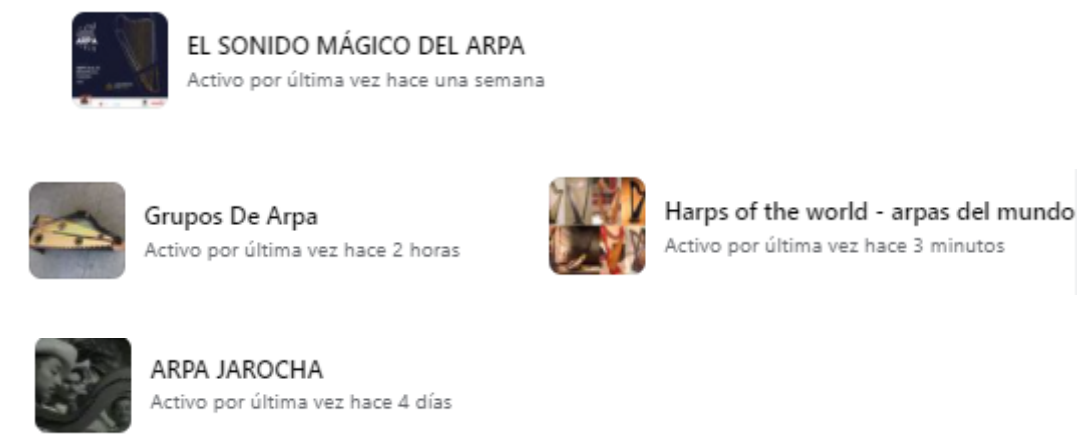 EL SONIDO MÁGICO DEL ARPA
Activo por última vez hace una semana
Grupos De Arpa
Activo por última vez hace 2 horas
Harps of the world - arpas del mundo
Activo por última vez hace 3 minutos
ARPA JAROCHA
Activo por última vez hace 4 días